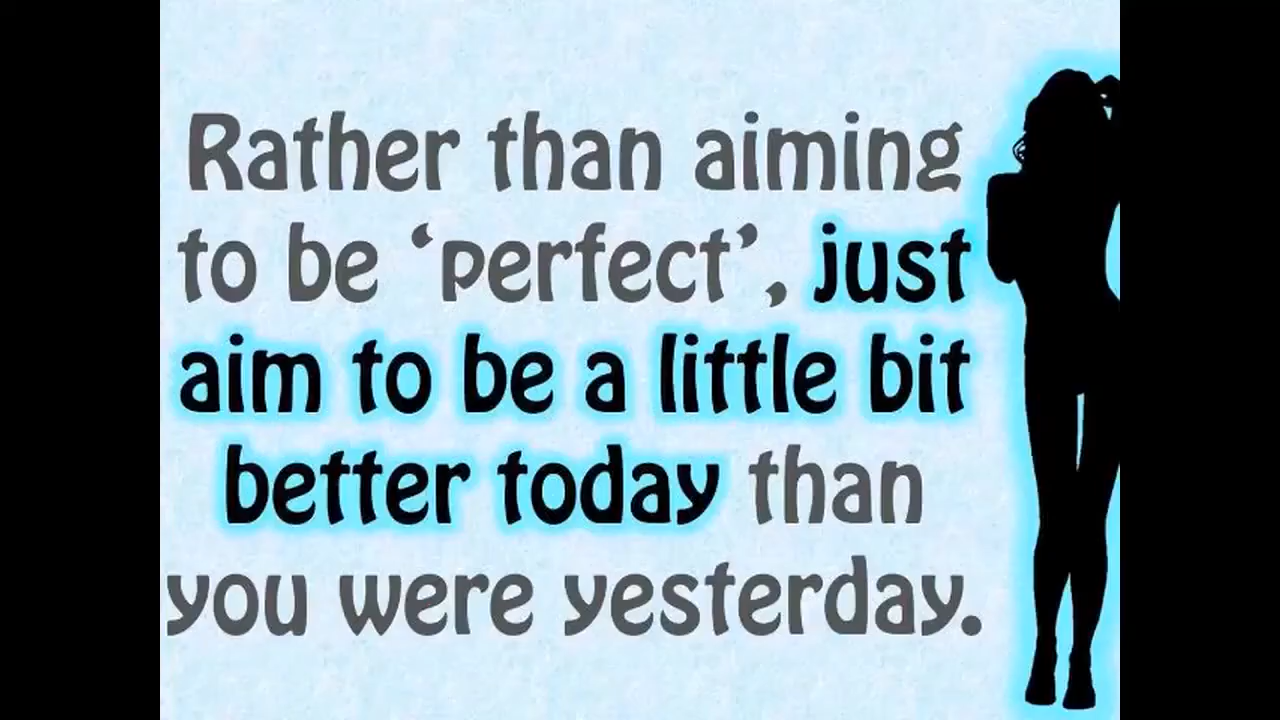 Rather than aiming
to be ‘perfect’, just
aim to be a little bit
better today than
you were yesterday.